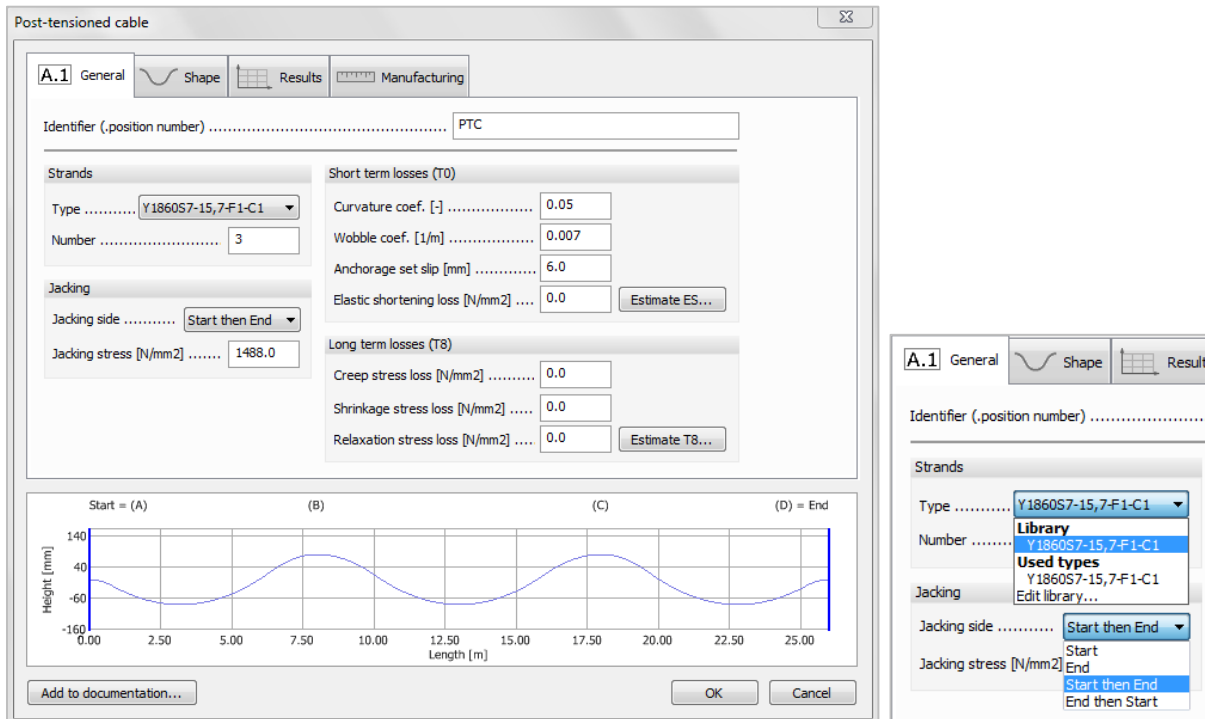 Post-tensioned cable
A.1 General Shape Results Manufacturing
Identifier (.position number) .................................................. PTC
Strands
Type ........... Y1860S7-15,7-F1-C1
Number ......................... 3
Jacking
Jacking side ........... Start then End
Jacking stress [N/mm2] ....... 1488.0
Short term losses (T0)
Curvature coef. [-] .................. 0.05
Wobble coef. [1/m] .................. 0.007
Anchorage set slip [mm] ............. 6.0
Elastic shortening loss [N/mm2] .... 0.0 Estimate ES...
Long term losses (T8)
Creep stress loss [N/mm2] .......... 0.0
Shrinkage stress loss [N/mm2] ..... 0.0
Relaxation stress loss [N/mm2] ..... 0.0 Estimate T8...
Start = (A) (B) (C) (D) = End
Height [mm]
140
40
-60
-160
0.00 2.50 5.00 7.50 10.00 12.50 15.00 17.50 20.00 22.50 25.00
Length [m]
Add to documentation... OK Cancel
A.1 General Shape Result
Identifier (.position number) ......................
Strands
Type ........... Y1860S7-15,7-F1-C1
Library
Y1860S7-15,7-F1-C1
Number .......
Used types
Y1860S7-15,7-F1-C1
Edit library...
Jacking
Jacking side ........... Start then End
Start
Jacking stress [N/mm2]
End
Start then End
End then Start